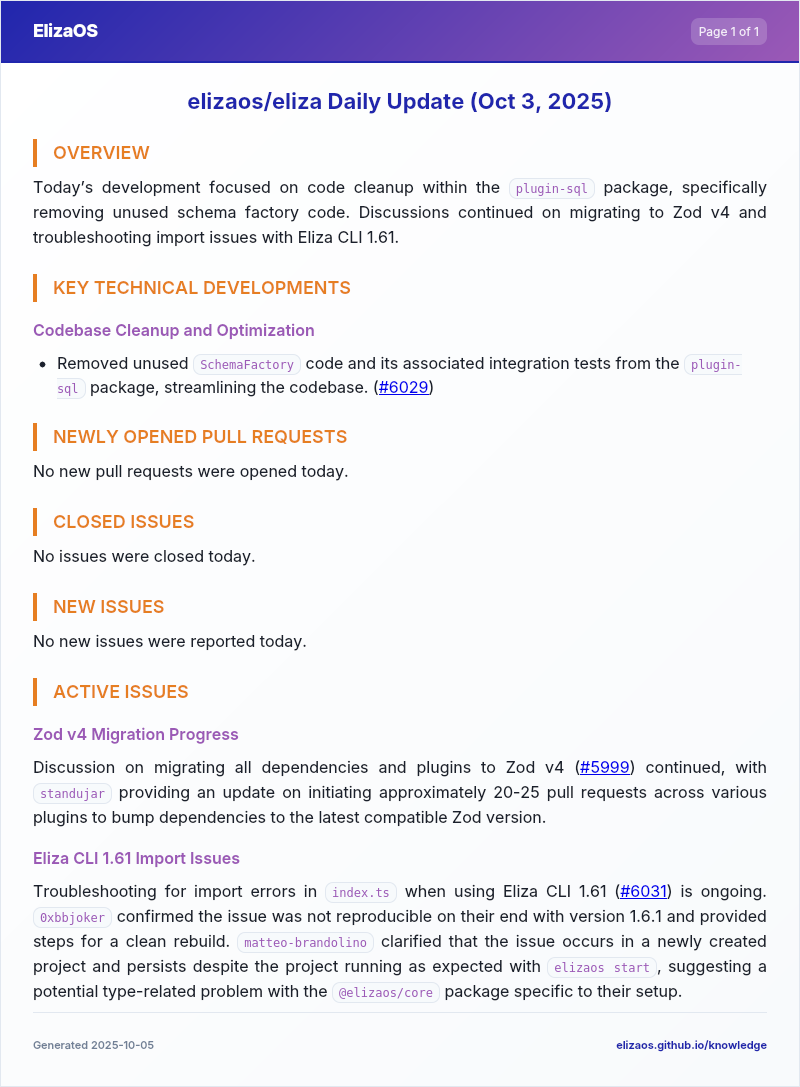 ElizaOS
Page 1 of 1
elizaos/eliza Daily Update (Oct 3, 2025)
OVERVIEW
Today's development focused on code cleanup within the plugin-sql package, specifically
removing unused schema factory code. Discussions continued on migrating to Zod v4 and
troubleshooting import issues with Eliza CLI 1.61.
KEY TECHNICAL DEVELOPMENTS
Codebase Cleanup and Optimization
• Removed unused SchemaFactory code and its associated integration tests from the plugin-
sql package, streamlining the codebase. (#6029)
NEWLY OPENED PULL REQUESTS
No new pull requests were opened today.
CLOSED ISSUES
No issues were closed today.
NEW ISSUES
No new issues were reported today.
ACTIVE ISSUES
Zod v4 Migration Progress
Discussion on migrating all dependencies and plugins to Zod v4 (#5999) continued, with
standujar providing an update on initiating approximately 20-25 pull requests across various
plugins to bump dependencies to the latest compatible Zod version.
Eliza CLI 1.61 Import Issues
Troubleshooting for import errors in index.ts when using Eliza CLI 1.61 (#6031) is ongoing.
0xbbjoker confirmed the issue was not reproducible on their end with version 1.6.1 and provided
steps for a clean rebuild. matteo-brandolino clarified that the issue occurs in a newly created
project and persists despite the project running as expected with elizaos start, suggesting a
potential type-related problem with the @elizaos/core package specific to their setup.
Generated 2025-10-05
elizaos.github.io/knowledge